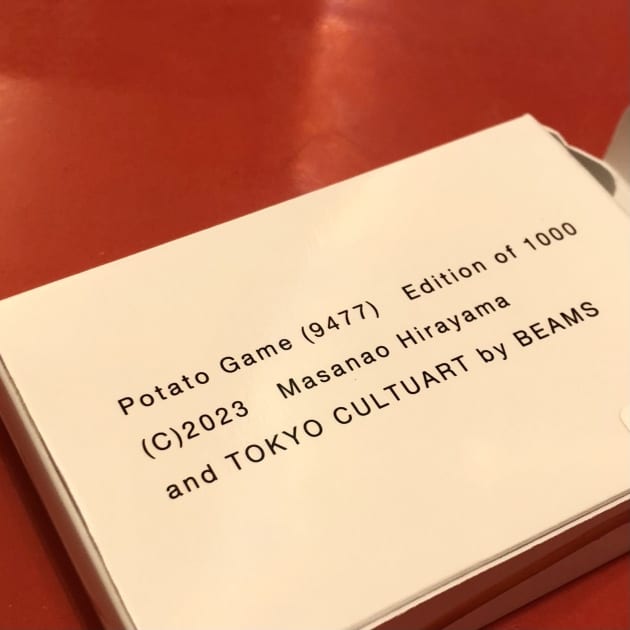 Potato Game (9477)  Edition of 1000
(C)2023  Masanao Hirayama
and TOKYO CULTUART by BEAMS